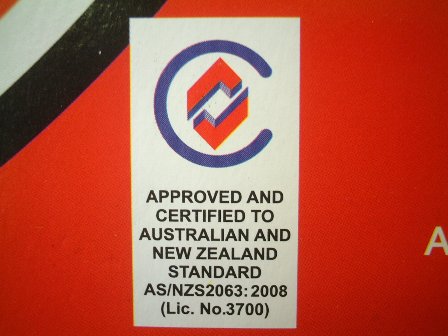 APPROVED AND
CERTIFIED TO
AUSTRALIAN AND
NEW ZEALAND
STANDARD
AS/NZS2063: 2008
(Lic. No.3700)
A